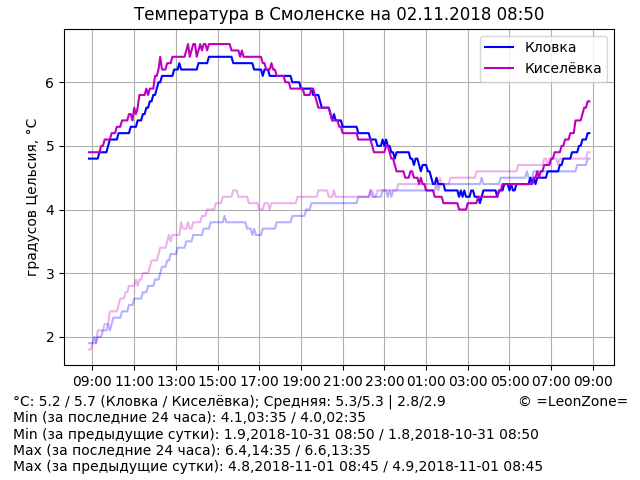 Температура в Смоленске на 02.11.2018 08:50
Кловка
Киселёвка
градусов Цельсия, °C
6
5
4
3
2
09:00 11:00 13:00 15:00 17:00 19:00 21:00 23:00 01:00 03:00 05:00 07:00 09:00
°C: 5.2 / 5.7 (Кловка / Киселёвка); Средняя: 5.3/5.3 | 2.8/2.9 © =LeonZone=
Min (за последние 24 часа): 4.1,03:35 / 4.0,02:35
Min (за предыдущие сутки): 1.9,2018-10-31 08:50 / 1.8,2018-10-31 08:50
Max (за последние 24 часа): 6.4,14:35 / 6.6,13:35
Max (за предыдущие сутки): 4.8,2018-11-01 08:45 / 4.9,2018-11-01 08:45